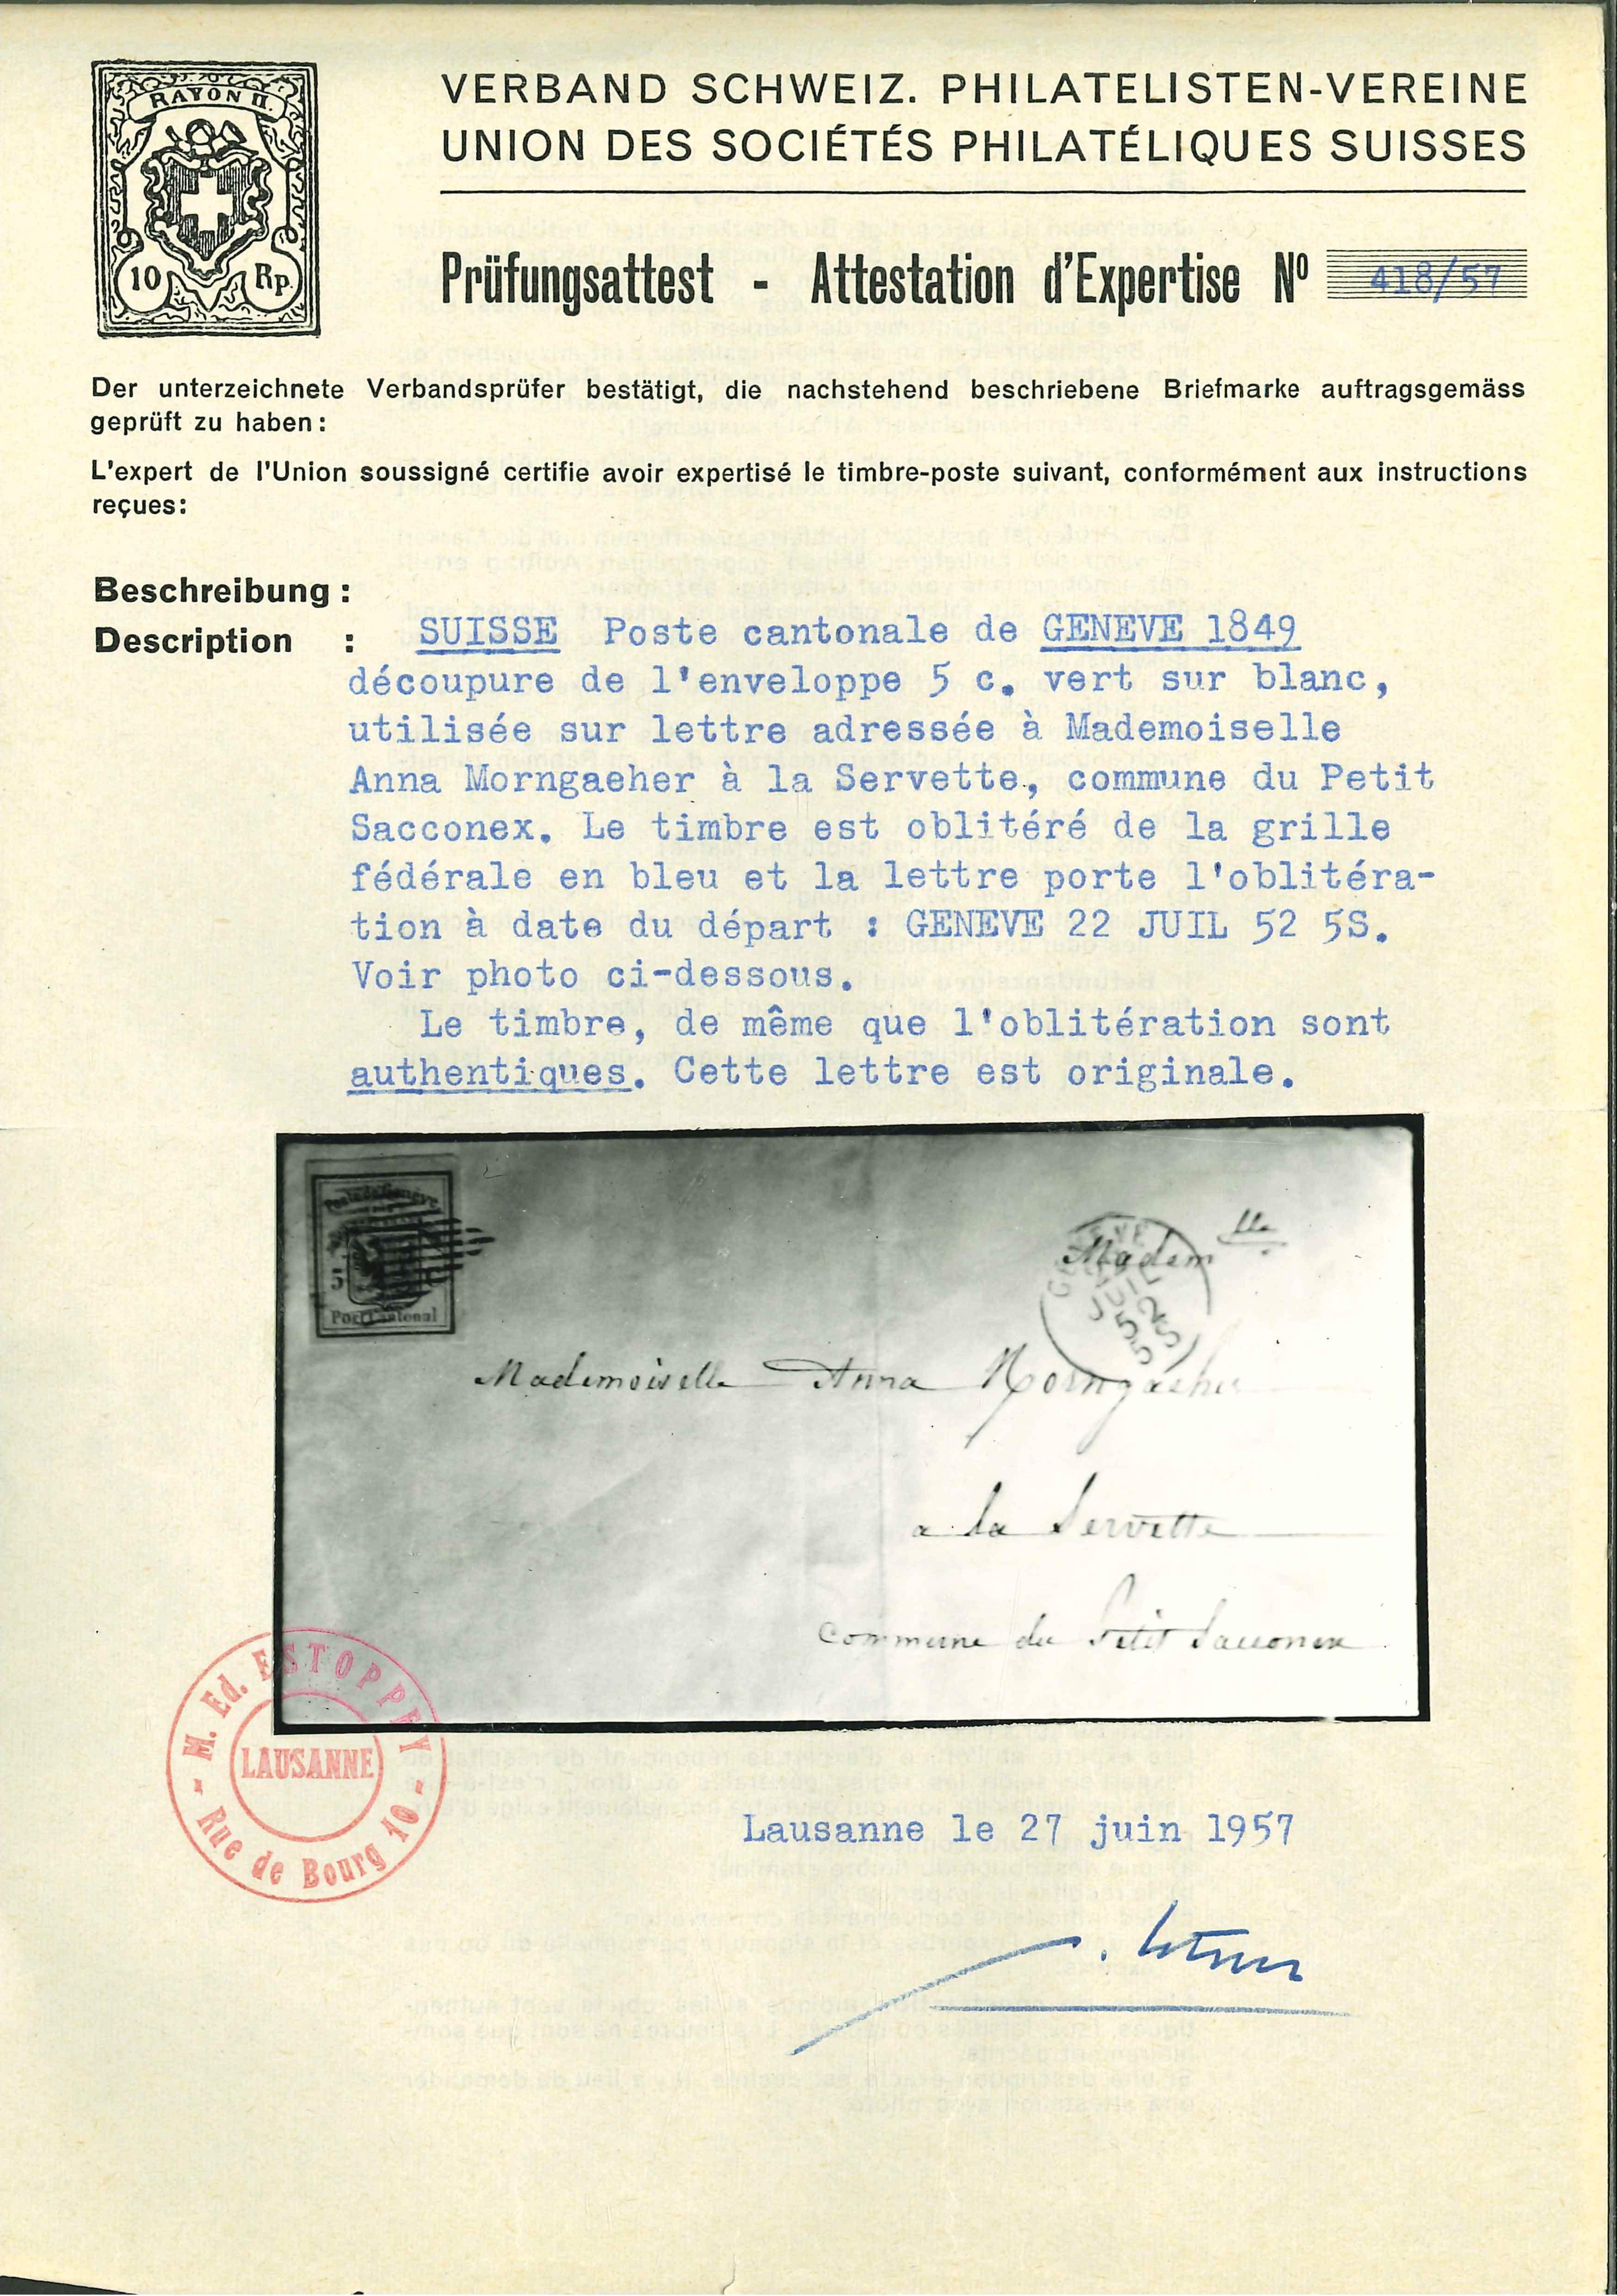 RAYON II.
10 Rp.
VERBAND SCHWEIZ. PHILATELISTEN-VEREINE
UNION DES SOCIÉTÉS PHILATÉLIQUES SUISSES
Prüfungsattest - Attestation d'Expertise Nº 418/57
Der unterzeichnete Verbandsprüfer bestätigt, die nachstehend beschriebene Briefmarke auftragsgemäss
geprüft zu haben:
L'expert de l'Union soussigné certifie avoir expertisé le timbre-poste suivant, conformément aux instructions
reçues:
Beschreibung :
Description : SUISSE Poste cantonale de GENEVE 1849
découpure de l'enveloppe 5 c. vert sur blanc,
utilisée sur lettre adressée à Mademoiselle
Anna Morngaeher à la Servette, commune du Petit
Sacconex. Le timbre est oblitéré de la grille
fédérale en bleu et la lettre porte l'oblitéra-
tion à date du départ : GENEVE 22 JUIL 52 5S.
Voir photo ci-dessous.
Le timbre, de même que l'oblitération sont
authentiques. Cette lettre est originale.
Poste de Genève
5
Port Cantonal
Madem lle
Mademoiselle Anna Morngaeher
a la Servette
Commune du Petit Sacconex
M. Ed. ESTOPPEY
LAUSANNE
- Rue de Bourg 10 -
Lausanne le 27 juin 1957